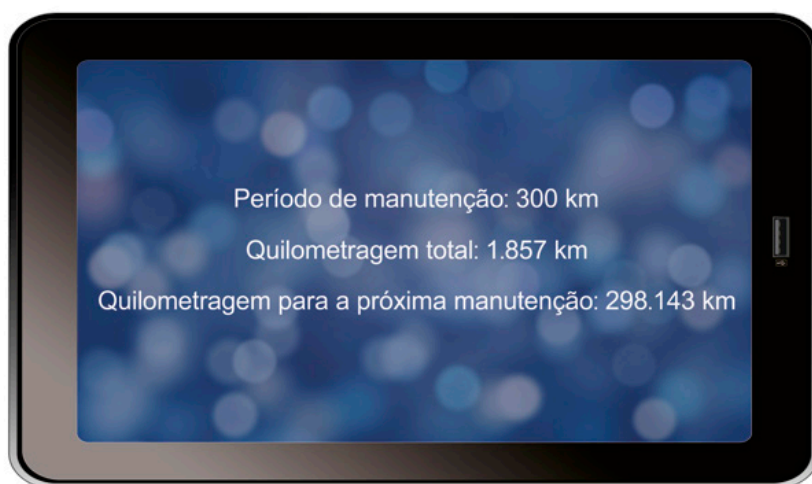 Período de manutenção: 300 km
Quilometragem total: 1.857 km
Quilometragem para a próxima manutenção: 298.143 km